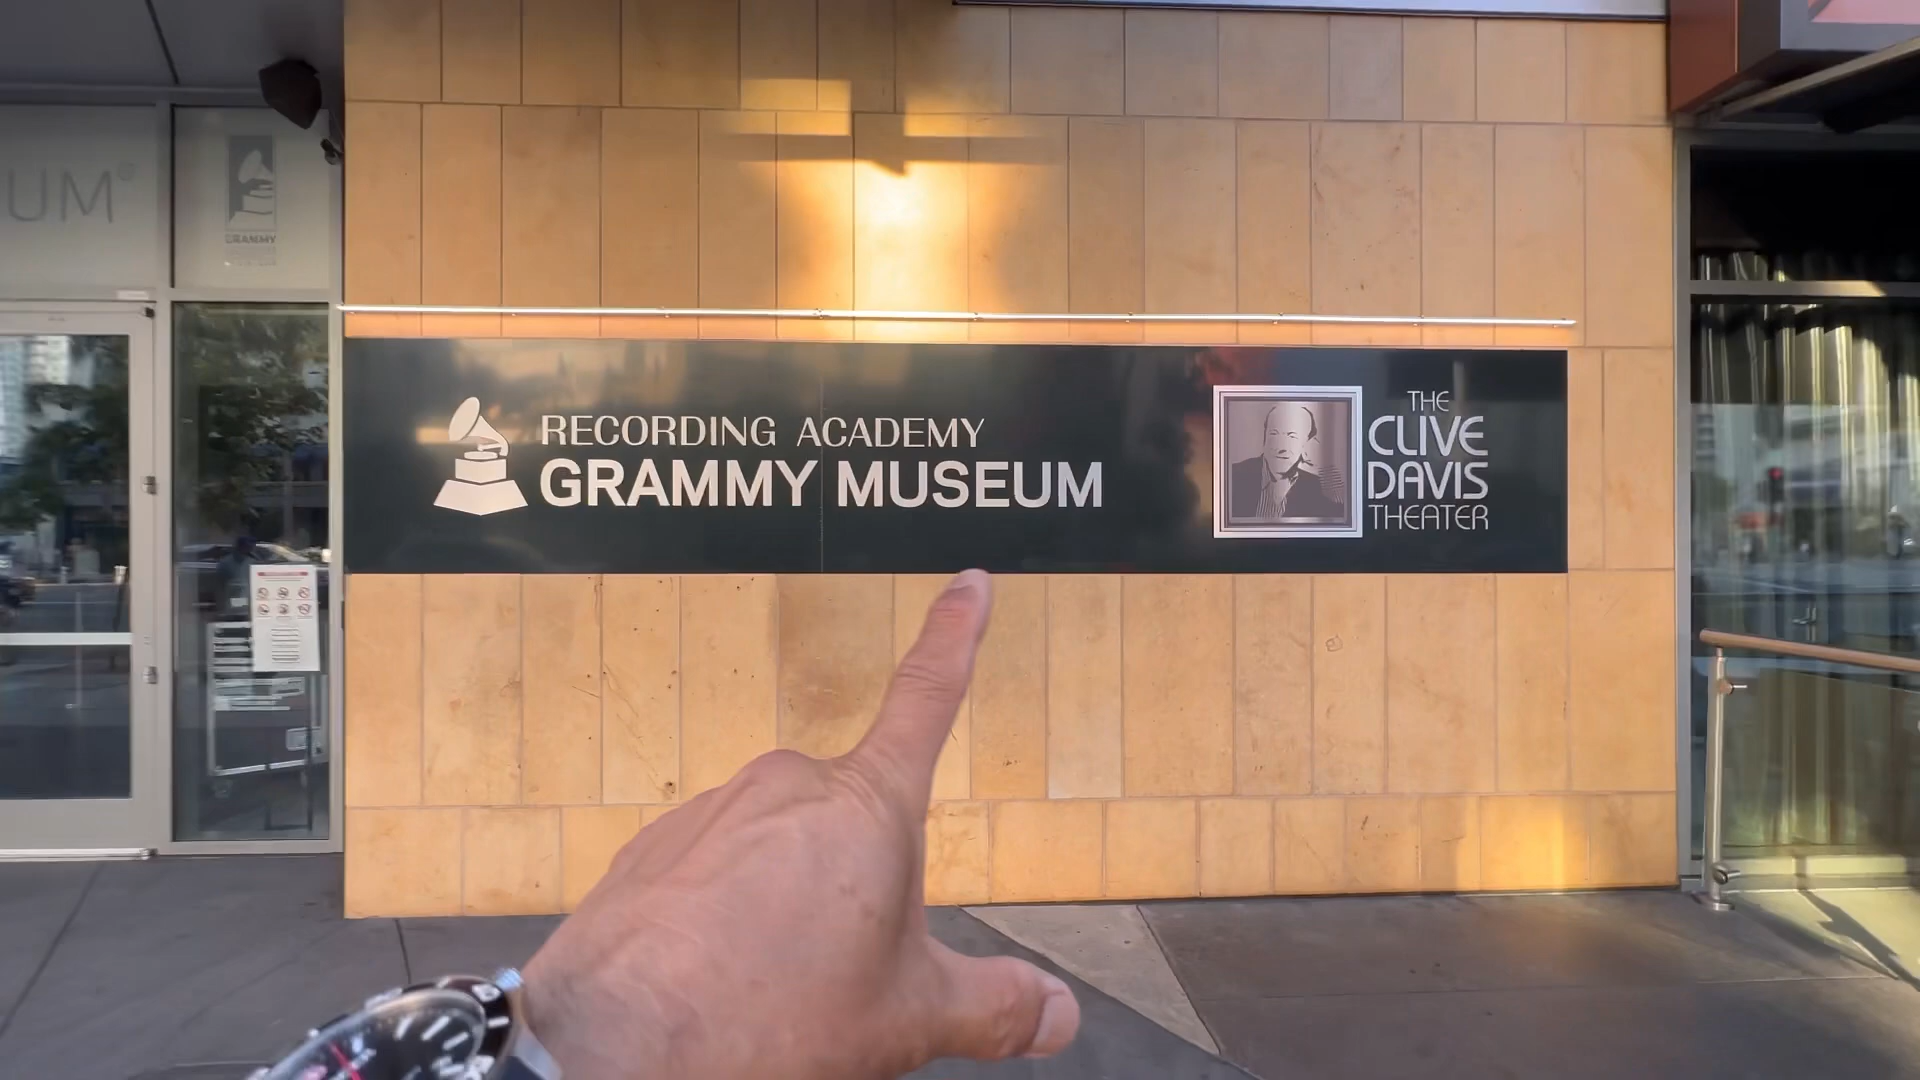 UM®
GRAMMY
RECORDING ACADEMY
GRAMMY MUSEUM
THE
CLIVE
DAVIS
THEATER